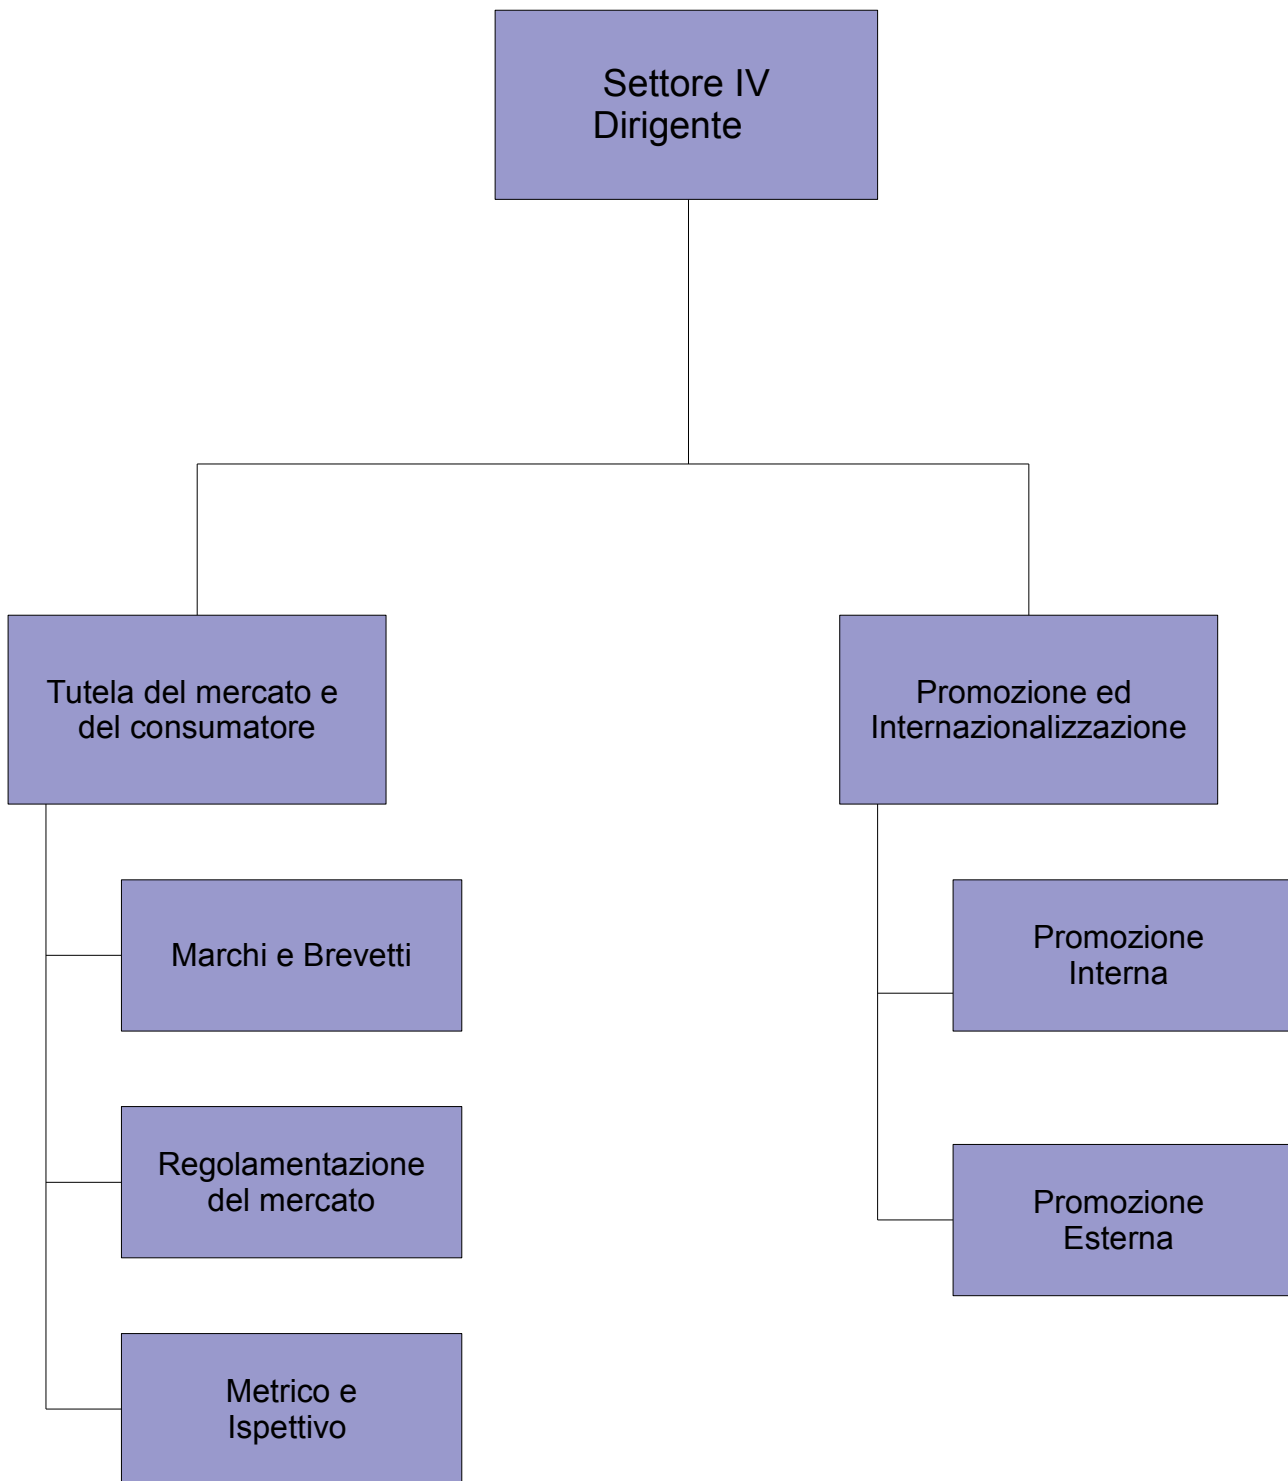 Settore IV
Dirigente
Tutela del mercato e
del consumatore
Marchi e Brevetti
Regolamentazione
del mercato
Metrico e
Ispettivo
Promozione ed
Internazionalizzazione
Promozione
Interna
Promozione
Esterna